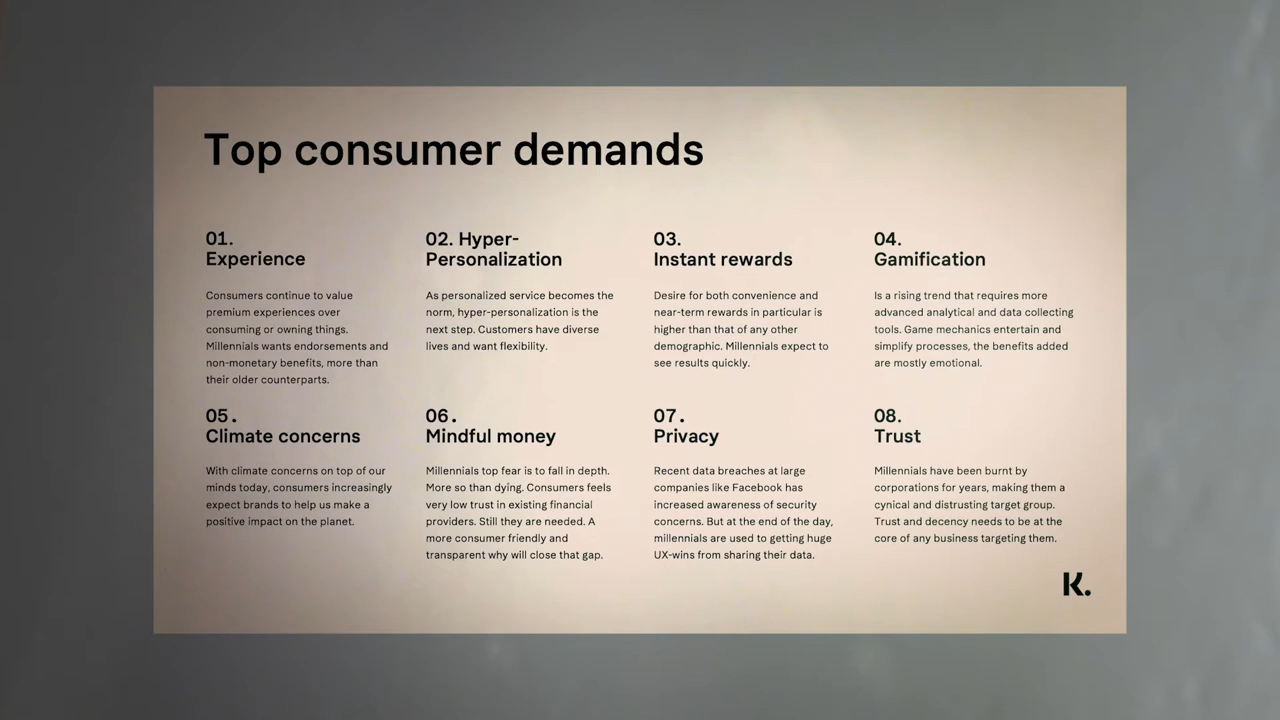 Top consumer demands
01.
Experience
Consumers continue to value
premium experiences over
consuming or owning things.
Millennials wants endorsements and
non-monetary benefits, more than
their older counterparts.
02. Hyper-
Personalization
As personalized service becomes the
norm, hyper-personalization is the
next step. Customers have diverse
lives and want flexibility.
03.
Instant rewards
Desire for both convenience and
near-term rewards in particular is
higher than that of any other
demographic. Millennials expect to
see results quickly.
04.
Gamification
Is a rising trend that requires more
advanced analytical and data collecting
tools. Game mechanics entertain and
simplify processes, the benefits added
are mostly emotional.
05.
Climate concerns
With climate concerns on top of our
minds today, consumers increasingly
expect brands to help us make a
positive impact on the planet.
06.
Mindful money
Millennials top fear is to fall in depth.
More so than dying. Consumers feels
very low trust in existing financial
providers. Still they are needed. A
more consumer friendly and
transparent why will close that gap.
07.
Privacy
Recent data breaches at large
companies like Facebook has
increased awareness of security
concerns. But at the end of the day,
millennials are used to getting huge
UX-wins from sharing their data.
08.
Trust
Millennials have been burnt by
corporations for years, making them a
cynical and distrusting target group.
Trust and decency needs to be at the
core of any business targeting them.
K.